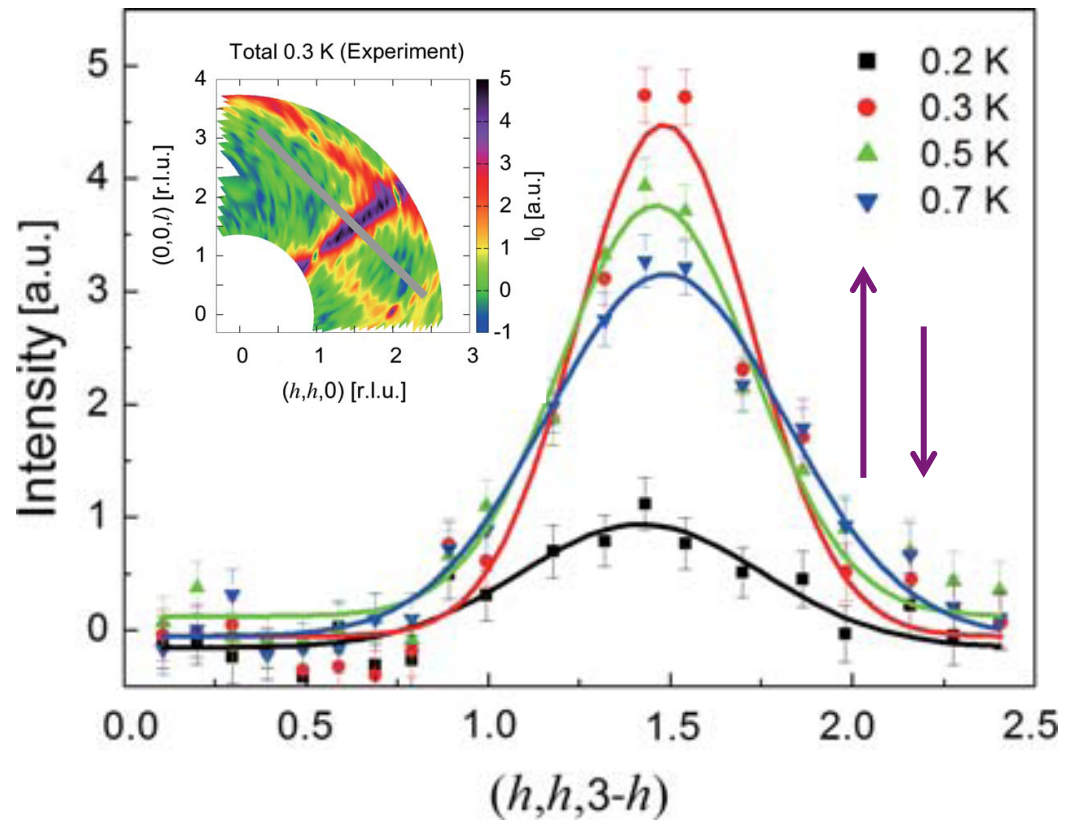 Total 0.3 K (Experiment)
4
3
2
1
0
0
1
2
3
(0,0,l) [r.l.u.]
(h,h,0) [r.l.u.]
5
4
3
2
1
0
-1
I0 [a.u.]
0.2 K
0.3 K
0.5 K
0.7 K
5
4
3
2
1
0
Intensity [a.u.]
0.0
0.5
1.0
1.5
2.0
2.5
(h,h,3-h)